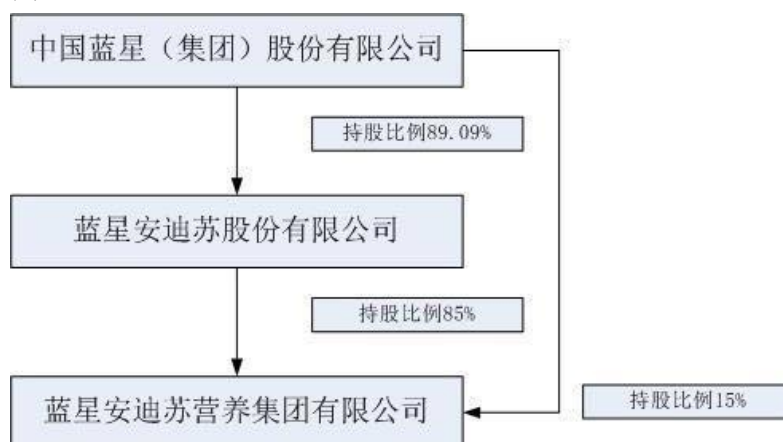 中国蓝星（集团）股份有限公司
持股比例89.09%
蓝星安迪苏股份有限公司
持股比例85%
蓝星安迪苏营养集团有限公司
持股比例15%